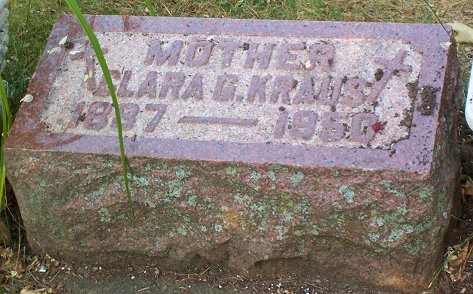 MOTHER
CLARA G. KRAUS
1887 — 1950